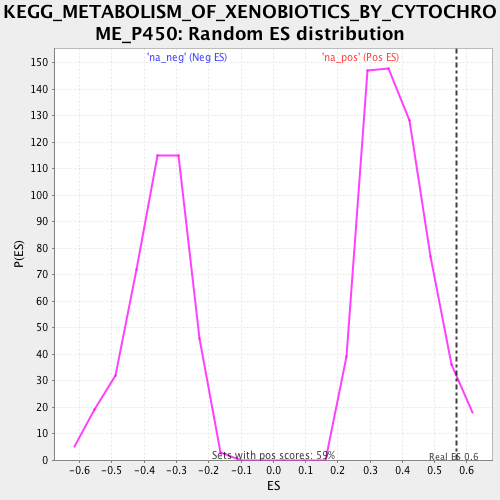 KEGG_METABOLISM_OF_XENOBIOTICS_BY_CYTOCHRO
ME_P450: Random ES distribution
'na_neg' (Neg ES)
'na_pos' (Pos ES)
150
140
130
120
110
100
90
80
70
60
50
40
30
20
10
0
P(ES)
Sets with pos scores: 59%
Real ES 0.6
-0.6 -0.5 -0.4 -0.3 -0.2 -0.1 0.0 0.1 0.2 0.3 0.4 0.5 0.6
ES